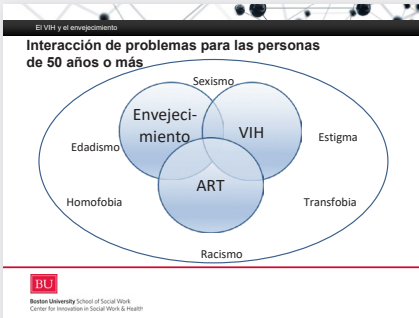 El VIH y el envejecimiento
Interacción de problemas para las personas
de 50 años o más
Sexismo
Envejeci-
miento
VIH
Edadismo
Estigma
ART
Homofobia
Transfobia
Racismo
BU
Boston University School of Social Work
Center for Innovation in Social Work & Health